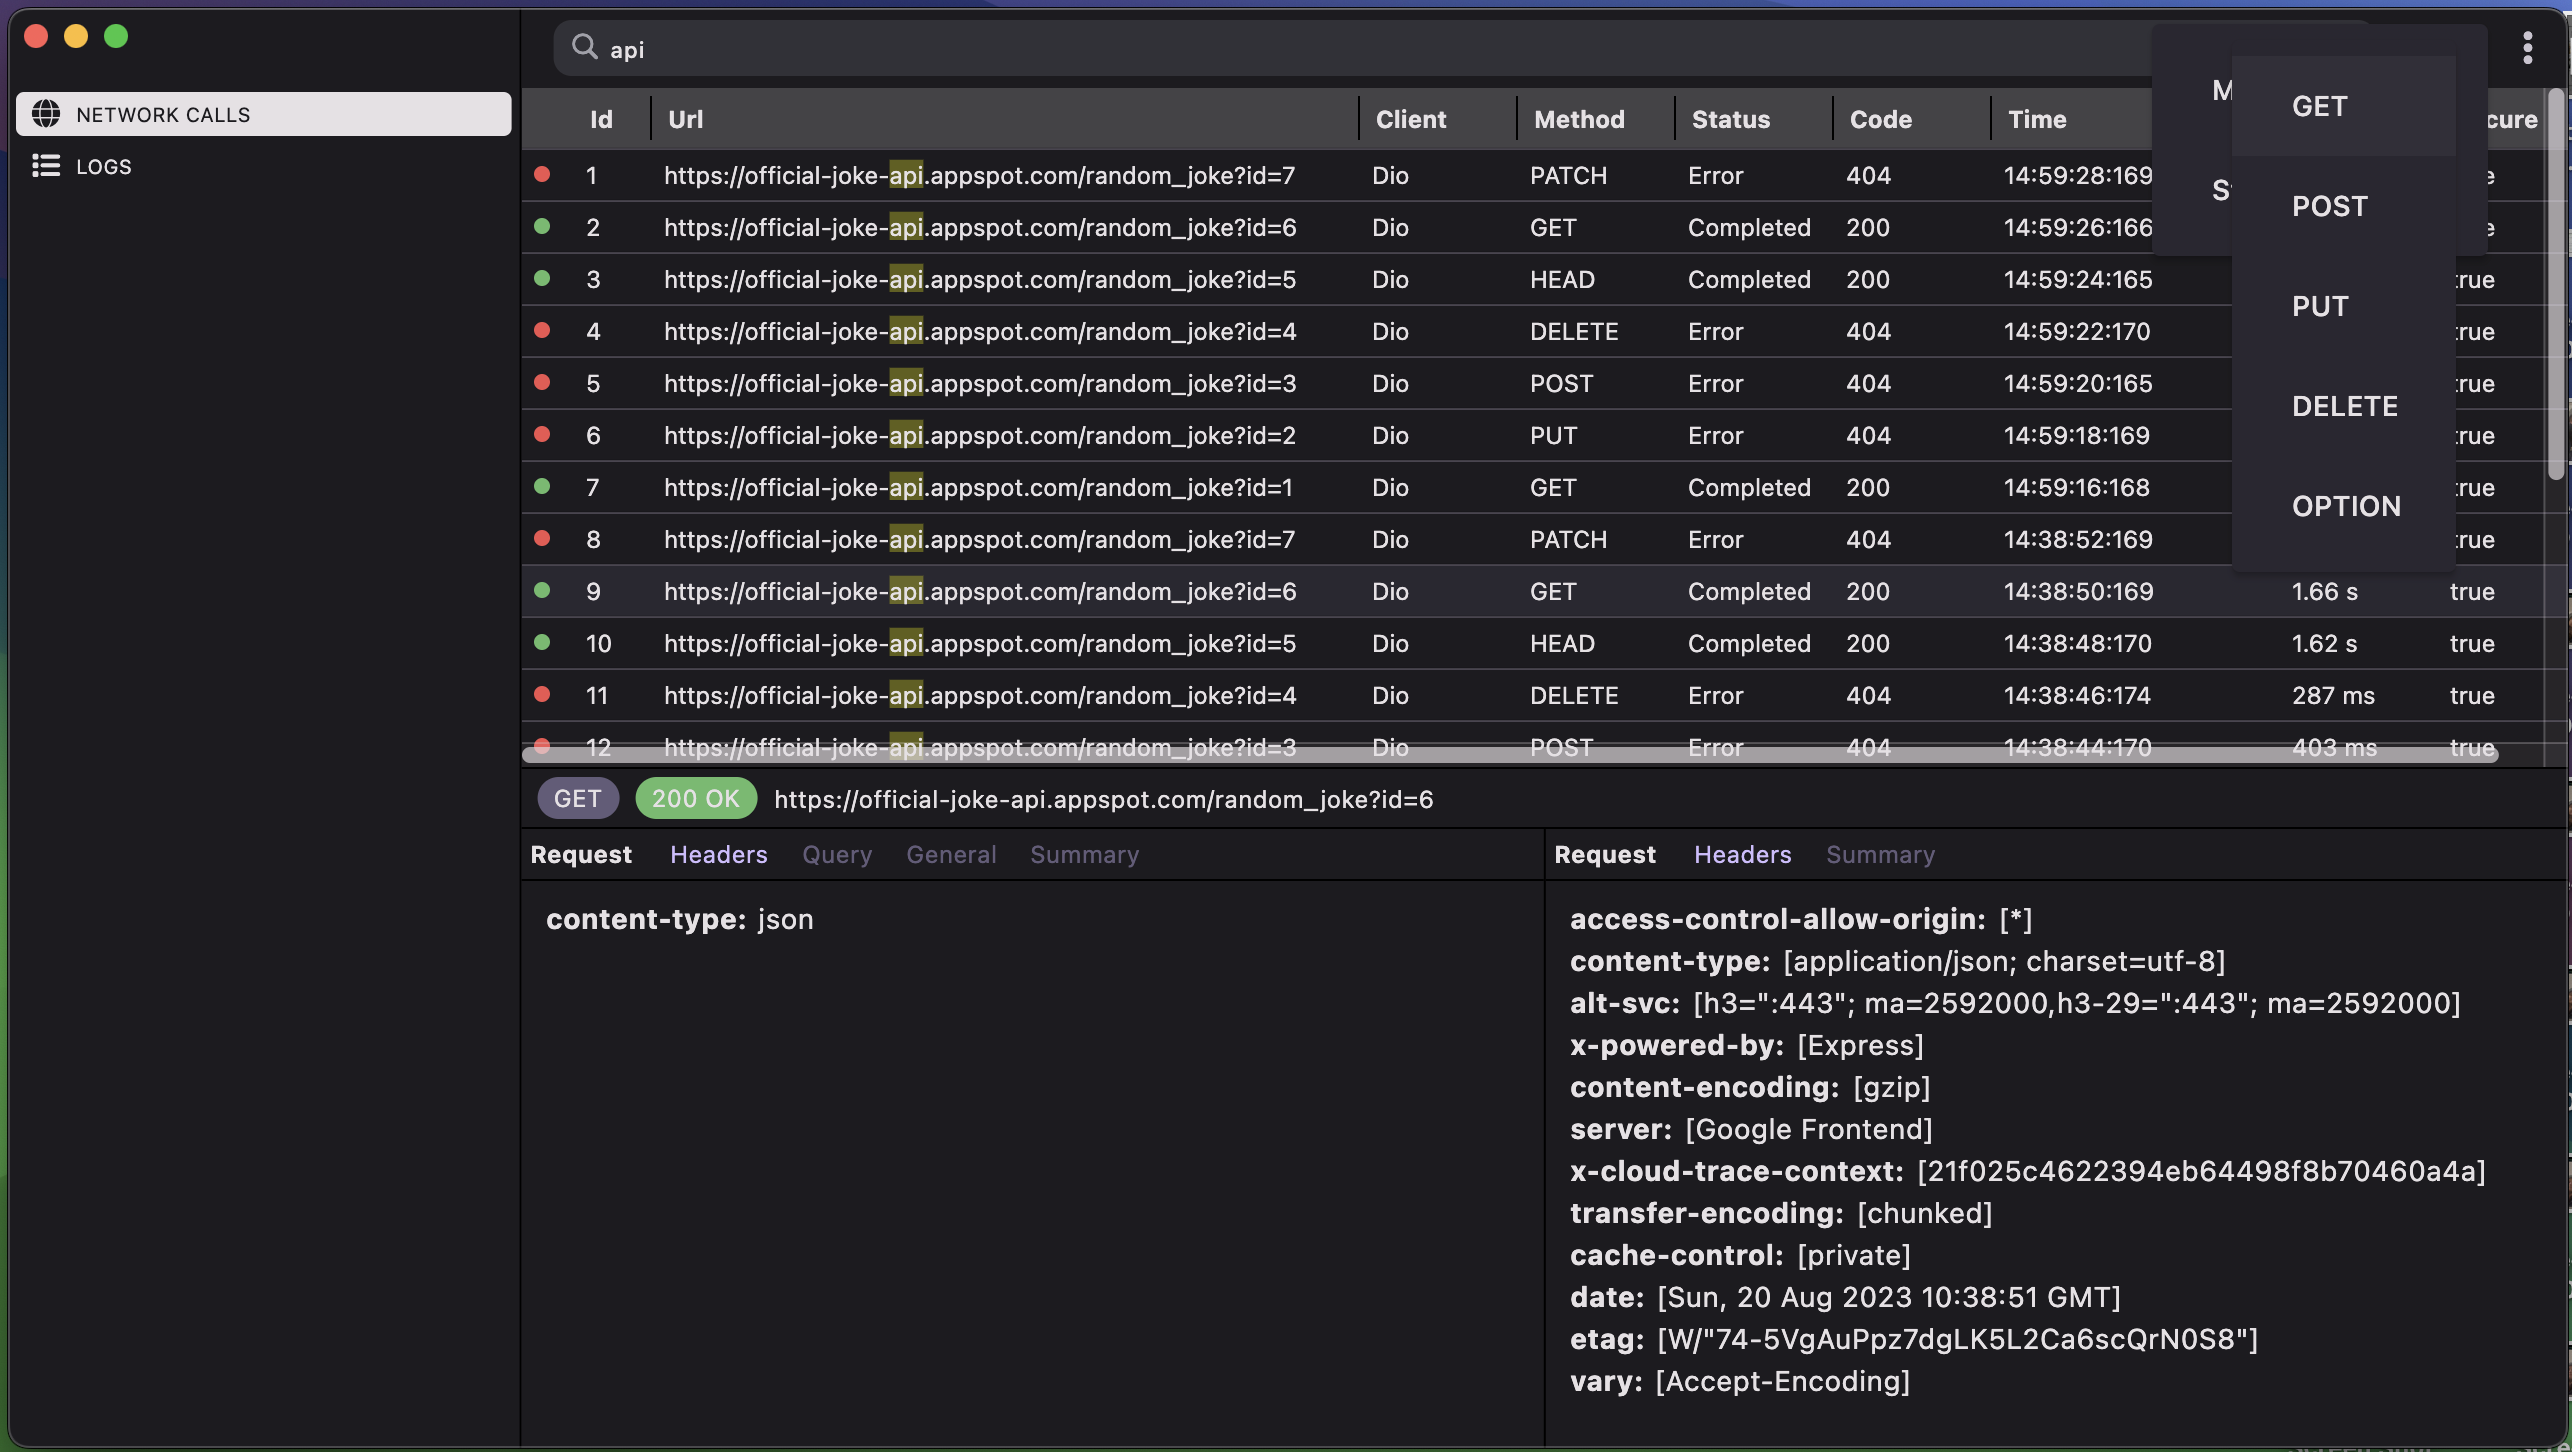 api
NETWORK CALLS
LOGS
GET
POST
PUT
DELETE
OPTION
Id Url Client Method Status Code Time
1 https://official-joke-api.appspot.com/random_joke?id=7 Dio PATCH Error 404 14:59:28:169
2 https://official-joke-api.appspot.com/random_joke?id=6 Dio GET Completed 200 14:59:26:166
3 https://official-joke-api.appspot.com/random_joke?id=5 Dio HEAD Completed 200 14:59:24:165 true
4 https://official-joke-api.appspot.com/random_joke?id=4 Dio DELETE Error 404 14:59:22:170 true
5 https://official-joke-api.appspot.com/random_joke?id=3 Dio POST Error 404 14:59:20:165 true
6 https://official-joke-api.appspot.com/random_joke?id=2 Dio PUT Error 404 14:59:18:169 true
7 https://official-joke-api.appspot.com/random_joke?id=1 Dio GET Completed 200 14:59:16:168 true
8 https://official-joke-api.appspot.com/random_joke?id=7 Dio PATCH Error 404 14:38:52:169 true
9 https://official-joke-api.appspot.com/random_joke?id=6 Dio GET Completed 200 14:38:50:169 1.66 s true
10 https://official-joke-api.appspot.com/random_joke?id=5 Dio HEAD Completed 200 14:38:48:170 1.62 s true
11 https://official-joke-api.appspot.com/random_joke?id=4 Dio DELETE Error 404 14:38:46:174 287 ms true
12 https://official-joke-api.appspot.com/random_joke?id=3 Dio POST Error 404 14:38:44:170 403 ms true
GET 200 OK https://official-joke-api.appspot.com/random_joke?id=6
Request Headers Query General Summary
content-type: json
Request Headers Summary
access-control-allow-origin: [*]
content-type: [application/json; charset=utf-8]
alt-svc: [h3=":443"; ma=2592000,h3-29=":443"; ma=2592000]
x-powered-by: [Express]
content-encoding: [gzip]
server: [Google Frontend]
x-cloud-trace-context: [21f025c4622394eb64498f8b70460a4a]
transfer-encoding: [chunked]
cache-control: [private]
date: [Sun, 20 Aug 2023 10:38:51 GMT]
etag: [W/"74-5VgAuPpz7dgLK5L2Ca6scQrN0S8"]
vary: [Accept-Encoding]